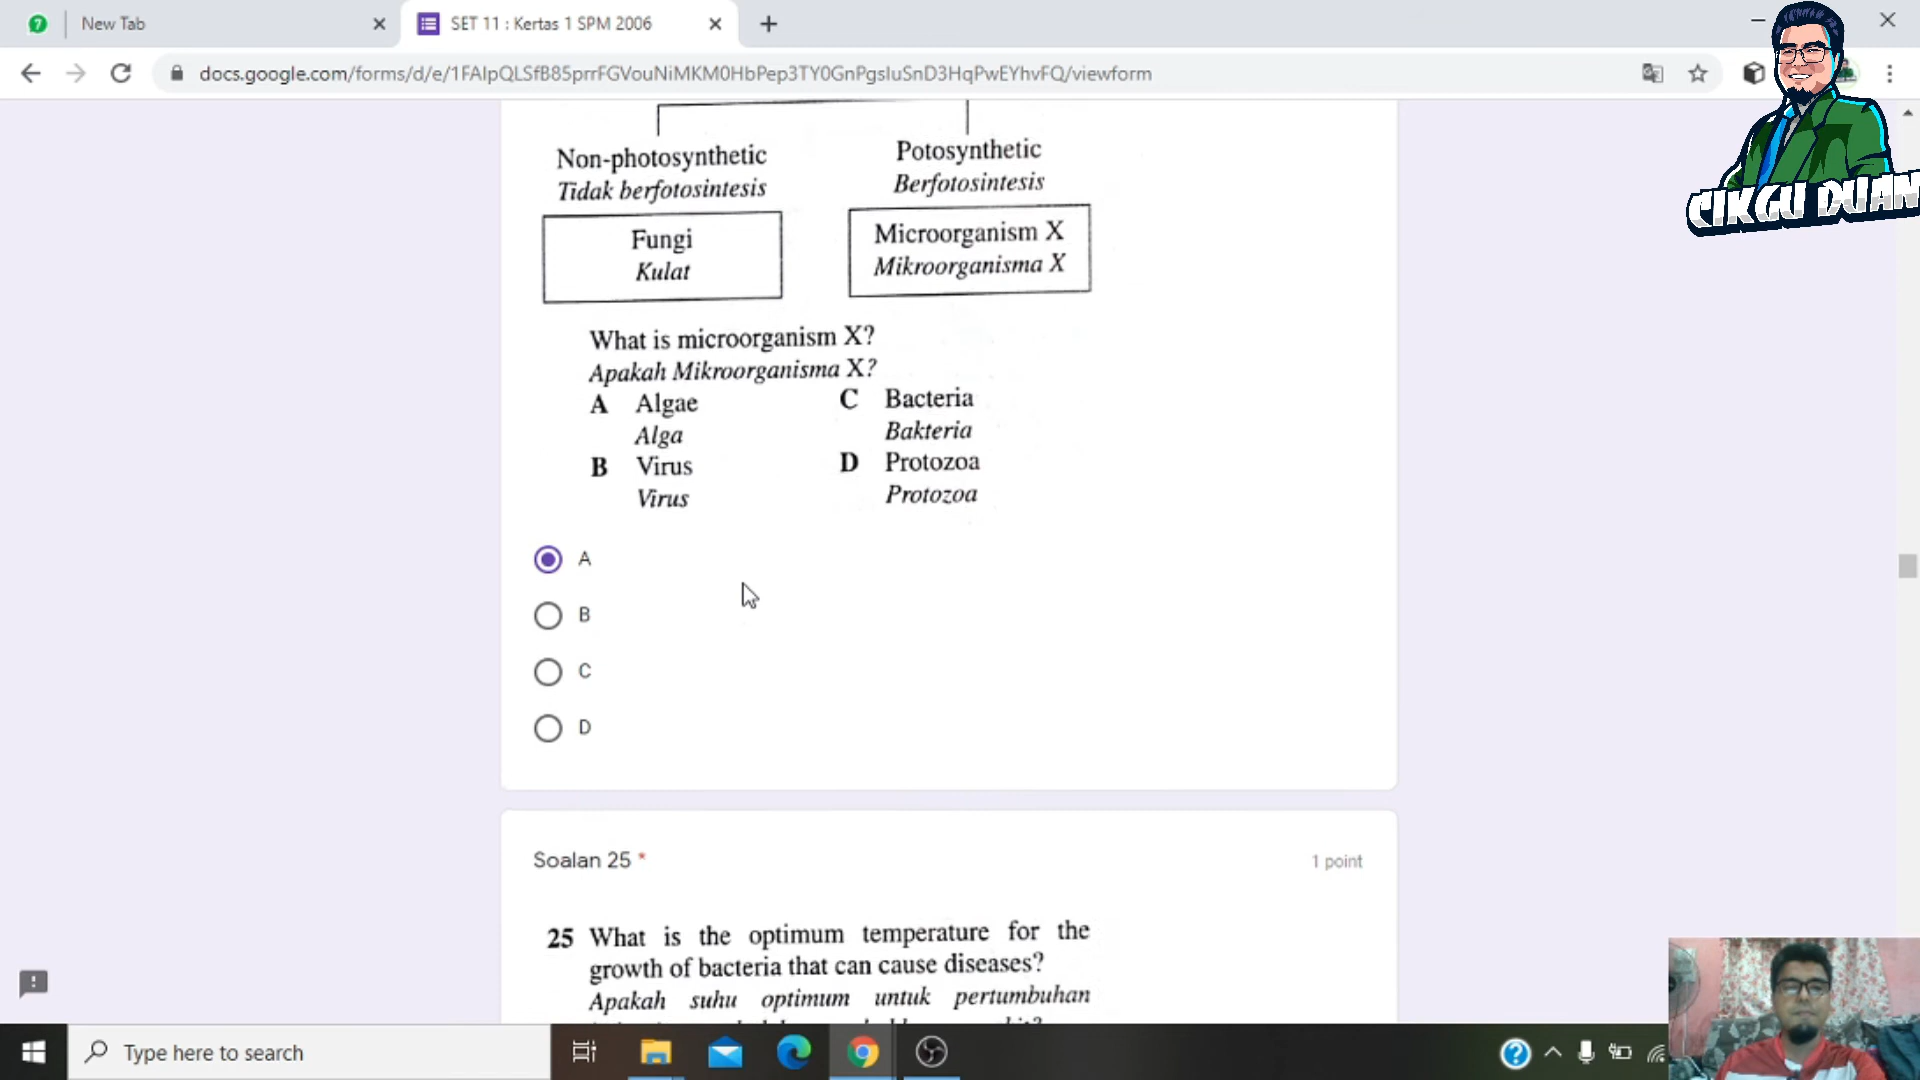 New Tab
SET 11 : Kertas 1 SPM 2006
docs.google.com/forms/d/e/1FAIpQLSfB85prrFGVouNiMKM0HbPep3TY0GnPgsIuSnD3HqPwEYhvFQ/viewform
CIKGU DUAN
Non-photosynthetic
Tidak berfotosintesis
Potosynthetic
Berfotosintesis
Fungi
Kulat
Microorganism X
Mikroorganisma X
What is microorganism X?
Apakah Mikroorganisma X?
A Algae
Alga
C Bacteria
Bakteria
B Virus
Virus
D Protozoa
Protozoa
A
B
C
D
Soalan 25 *
1 point
25 What is the optimum temperature for the
growth of bacteria that can cause diseases?
Apakah suhu optimum untuk pertumbuhan
Type here to search